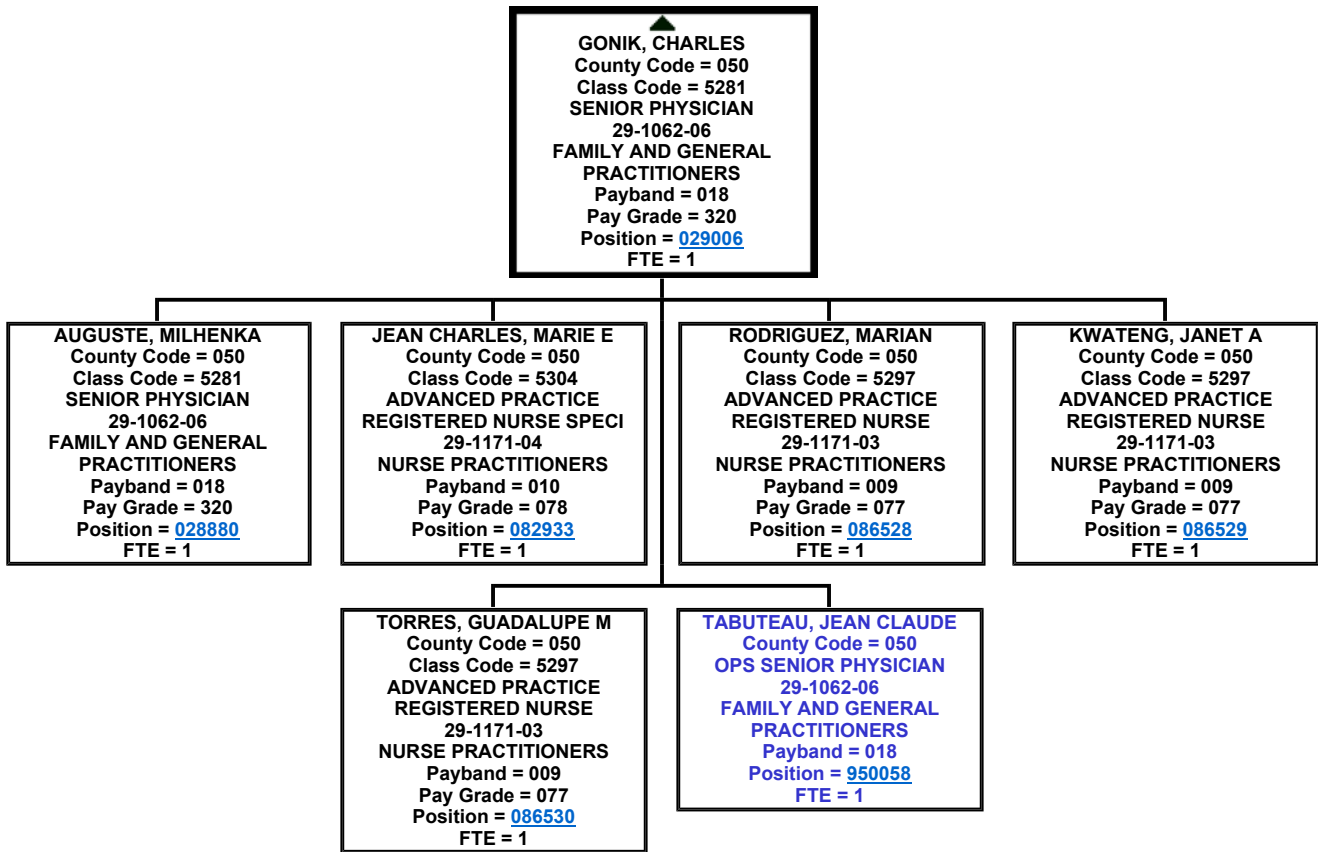 GONIK, CHARLES
County Code = 050
Class Code = 5281
SENIOR PHYSICIAN
29-1062-06
FAMILY AND GENERAL
PRACTITIONERS
Payband = 018
Pay Grade = 320
Position = 029006
FTE = 1
AUGUSTE, MILHENKA
County Code = 050
Class Code = 5281
SENIOR PHYSICIAN
29-1062-06
FAMILY AND GENERAL
PRACTITIONERS
Payband = 018
Pay Grade = 320
Position = 028880
FTE = 1
JEAN CHARLES, MARIE E
County Code = 050
Class Code = 5304
ADVANCED PRACTICE
REGISTERED NURSE SPECI
29-1171-04
NURSE PRACTITIONERS
Payband = 010
Pay Grade = 078
Position = 082933
FTE = 1
RODRIGUEZ, MARIAN
County Code = 050
Class Code = 5297
ADVANCED PRACTICE
REGISTERED NURSE
29-1171-03
NURSE PRACTITIONERS
Payband = 009
Pay Grade = 077
Position = 086528
FTE = 1
KWATENG, JANET A
County Code = 050
Class Code = 5297
ADVANCED PRACTICE
REGISTERED NURSE
29-1171-03
NURSE PRACTITIONERS
Payband = 009
Pay Grade = 077
Position = 086529
FTE = 1
TORRES, GUADALUPE M
County Code = 050
Class Code = 5297
ADVANCED PRACTICE
REGISTERED NURSE
29-1171-03
NURSE PRACTITIONERS
Payband = 009
Pay Grade = 077
Position = 086530
FTE = 1
TABUTEAU, JEAN CLAUDE
County Code = 050
OPS SENIOR PHYSICIAN
29-1062-06
FAMILY AND GENERAL
PRACTITIONERS
Payband = 018
Position = 950058
FTE = 1